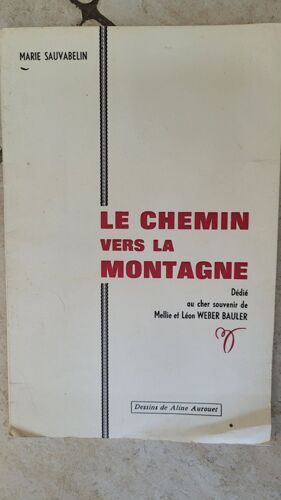 MARIE SAUVABELIN
LE CHEMIN
VERS LA
MONTAGNE
Dédié
au cher souvenir de
Mellie et Léon WEBER BAULER
Dessins de Aline Aurouet